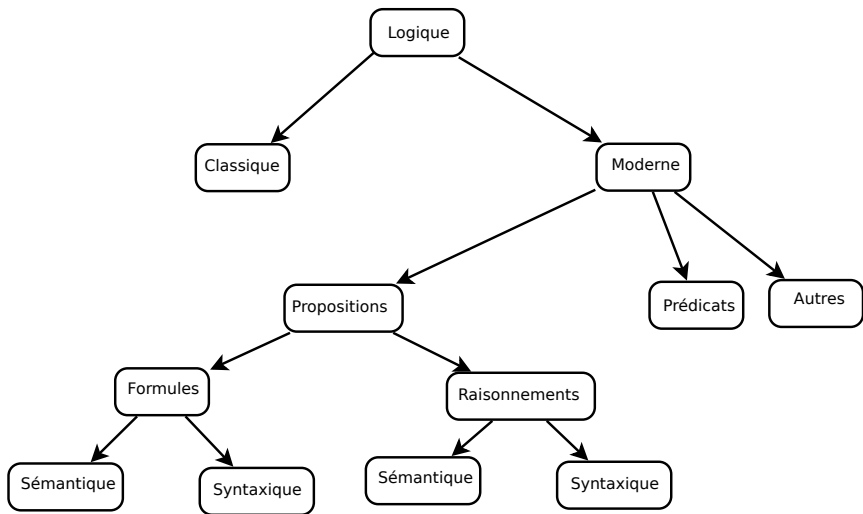 Logique
Classique
Moderne
Propositions
Prédicats
Autres
Formules
Raisonnements
Sémantique
Syntaxique
Sémantique
Syntaxique